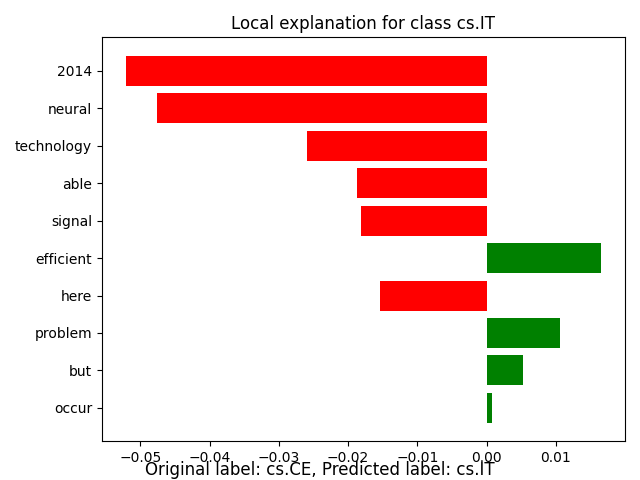 Local explanation for class cs.IT
2014
neural
technology
able
signal
efficient
here
problem
but
occur
−0.05 −0.04 −0.03 −0.02 −0.01 0.00 0.01
Original label: cs.CE, Predicted label: cs.IT